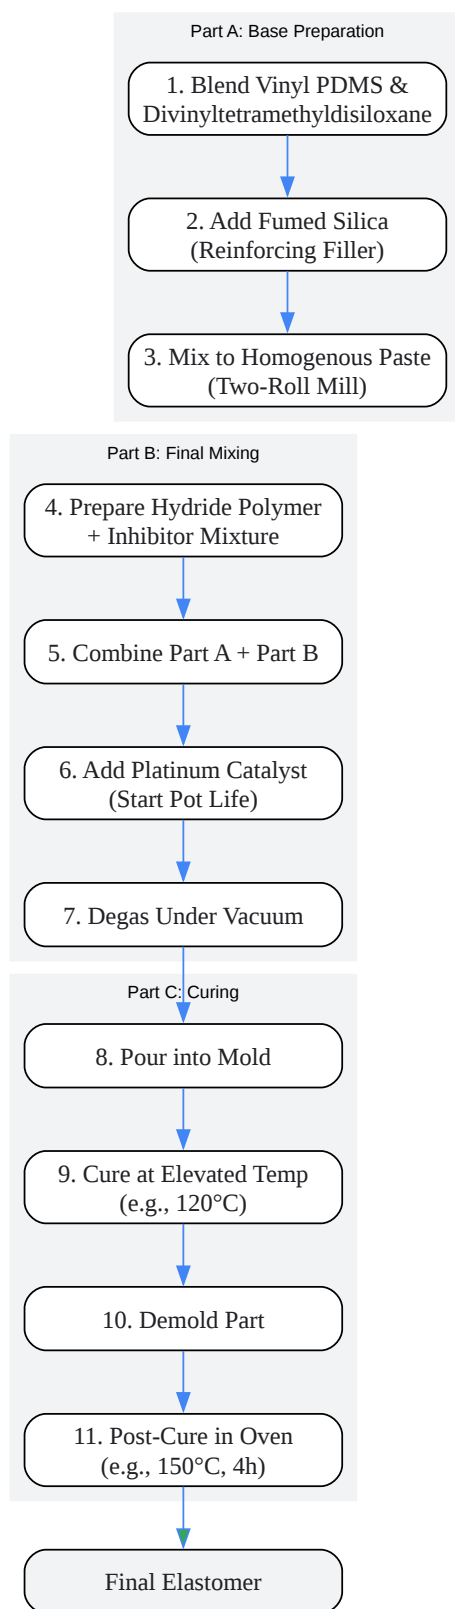 Part A: Base Preparation
1. Blend Vinyl PDMS &
Divinyltetramethyldisiloxane
2. Add Fumed Silica
(Reinforcing Filler)
3. Mix to Homogenous Paste
(Two-Roll Mill)
Part B: Final Mixing
4. Prepare Hydride Polymer
+ Inhibitor Mixture
5. Combine Part A + Part B
6. Add Platinum Catalyst
(Start Pot Life)
7. Degas Under Vacuum
Part C: Curing
8. Pour into Mold
9. Cure at Elevated Temp
(e.g., 120°C)
10. Demold Part
11. Post-Cure in Oven
(e.g., 150°C, 4h)
Final Elastomer